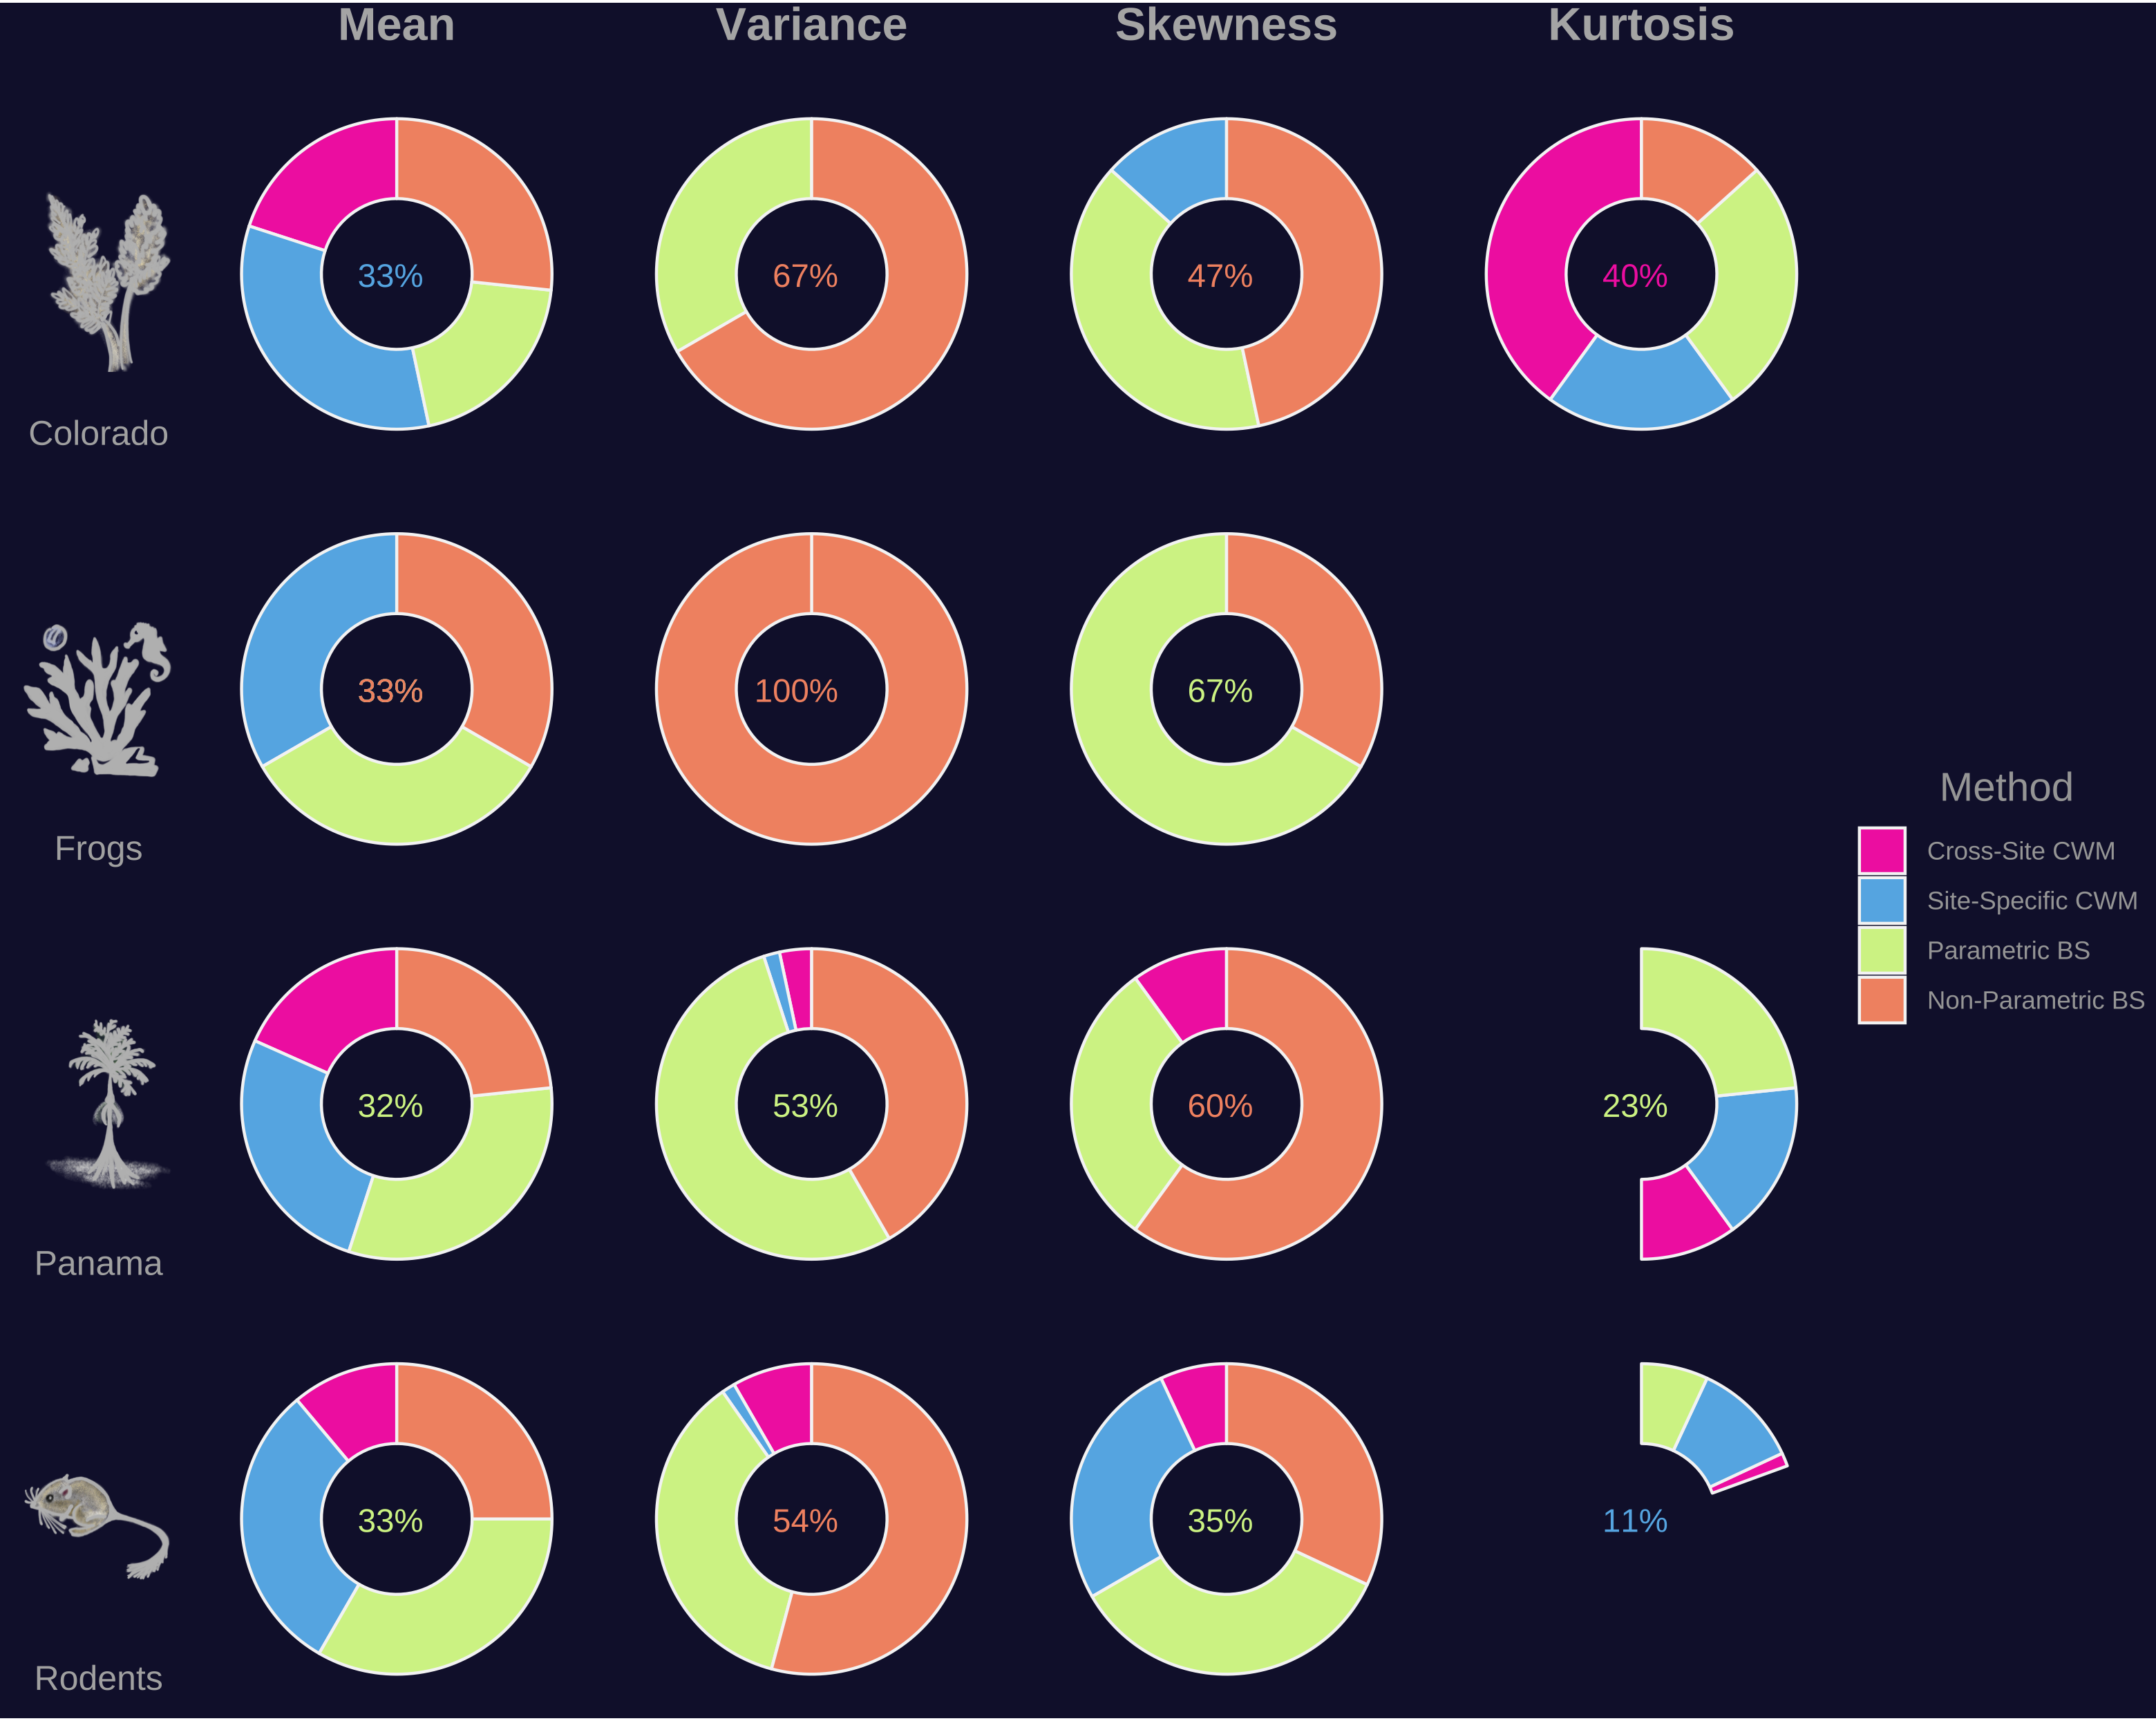 Mean Variance Skewness Kurtosis
33% 67% 47% 40%
Colorado
33% 100% 67%
Frogs
Method
Cross-Site CWM
Site-Specific CWM
Parametric BS
Non-Parametric BS
32% 53% 60% 23%
Panama
33% 54% 35% 11%
Rodents